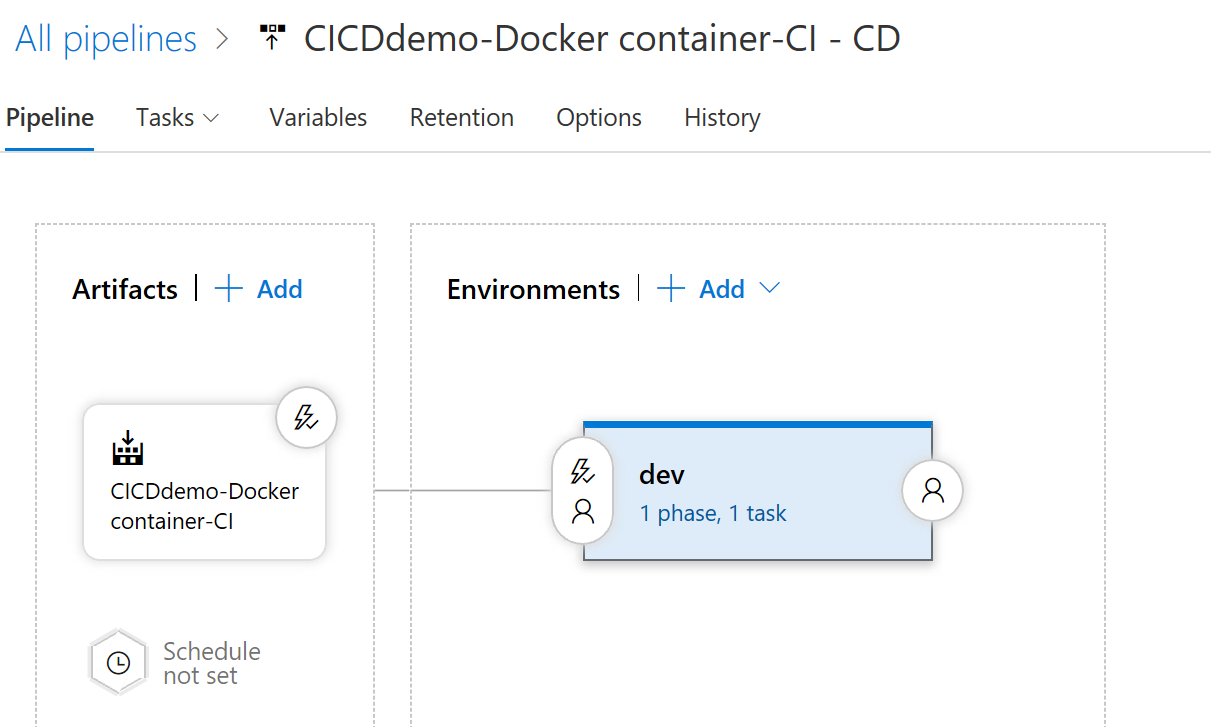 All pipelines > CICDdemo-Docker container-CI - CD
Pipeline Tasks Variables Retention Options History
Artifacts | + Add
Environments | + Add
CICDdemo-Docker
container-CI
dev
1 phase, 1 task
Schedule
not set